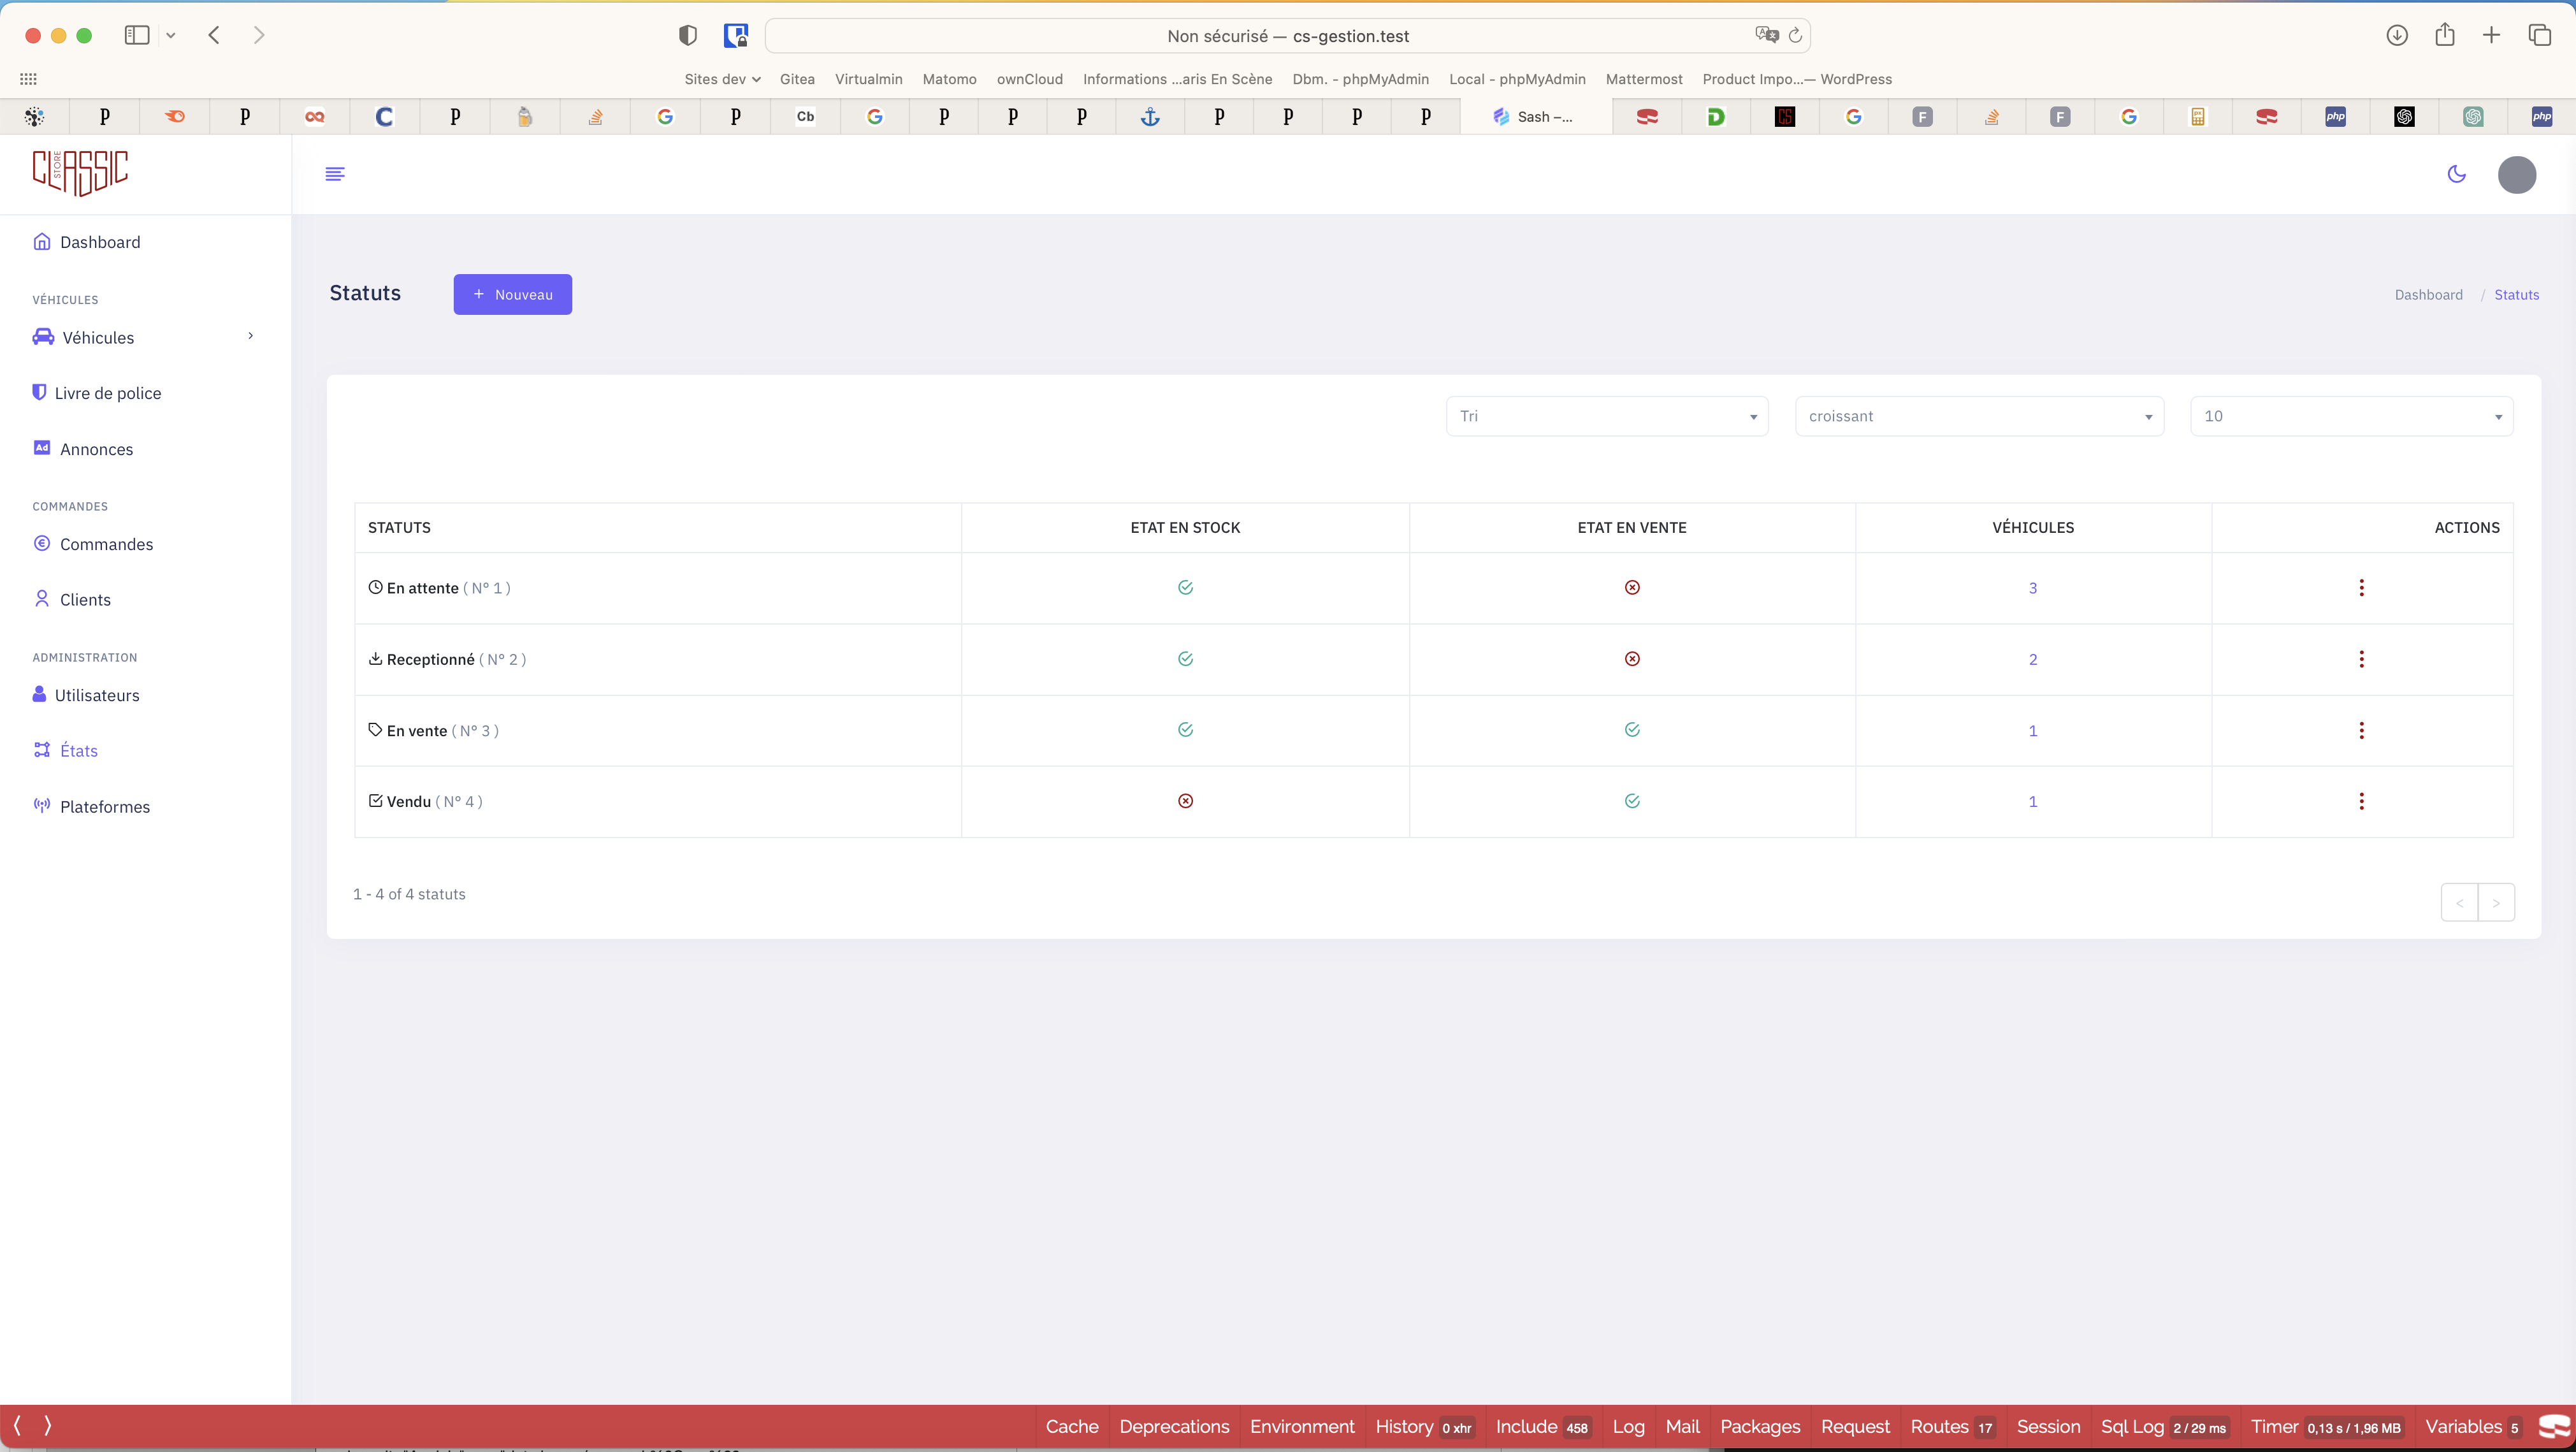 Non sécurisé — cs-gestion.test
Sites dev
Gitea
Virtualmin
Matomo
ownCloud
Informations ...aris En Scène
Dbm. - phpMyAdmin
Local - phpMyAdmin
Mattermost
Product Impo...— WordPress
Cb
Sash –...
F
F
php
php
CLASSIC
STORE
Dashboard
VÉHICULES
Véhicules
Livre de police
Ad Annonces
COMMANDES
Commandes
Clients
ADMINISTRATION
Utilisateurs
États
Plateformes
Statuts
+ Nouveau
Dashboard / Statuts
Tri
croissant
10
STATUTS ETAT EN STOCK ETAT EN VENTE VÉHICULES ACTIONS
En attente ( N° 1 ) 3
Receptionné ( N° 2 ) 2
En vente ( N° 3 ) 1
Vendu ( N° 4 ) 1
1 - 4 of 4 statuts
< >
Cache Deprecations Environment History 0 xhr Include 458 Log Mail Packages Request Routes 17 Session Sql Log 2 / 29 ms Timer 0,13 s / 1,96 MB Variables 5